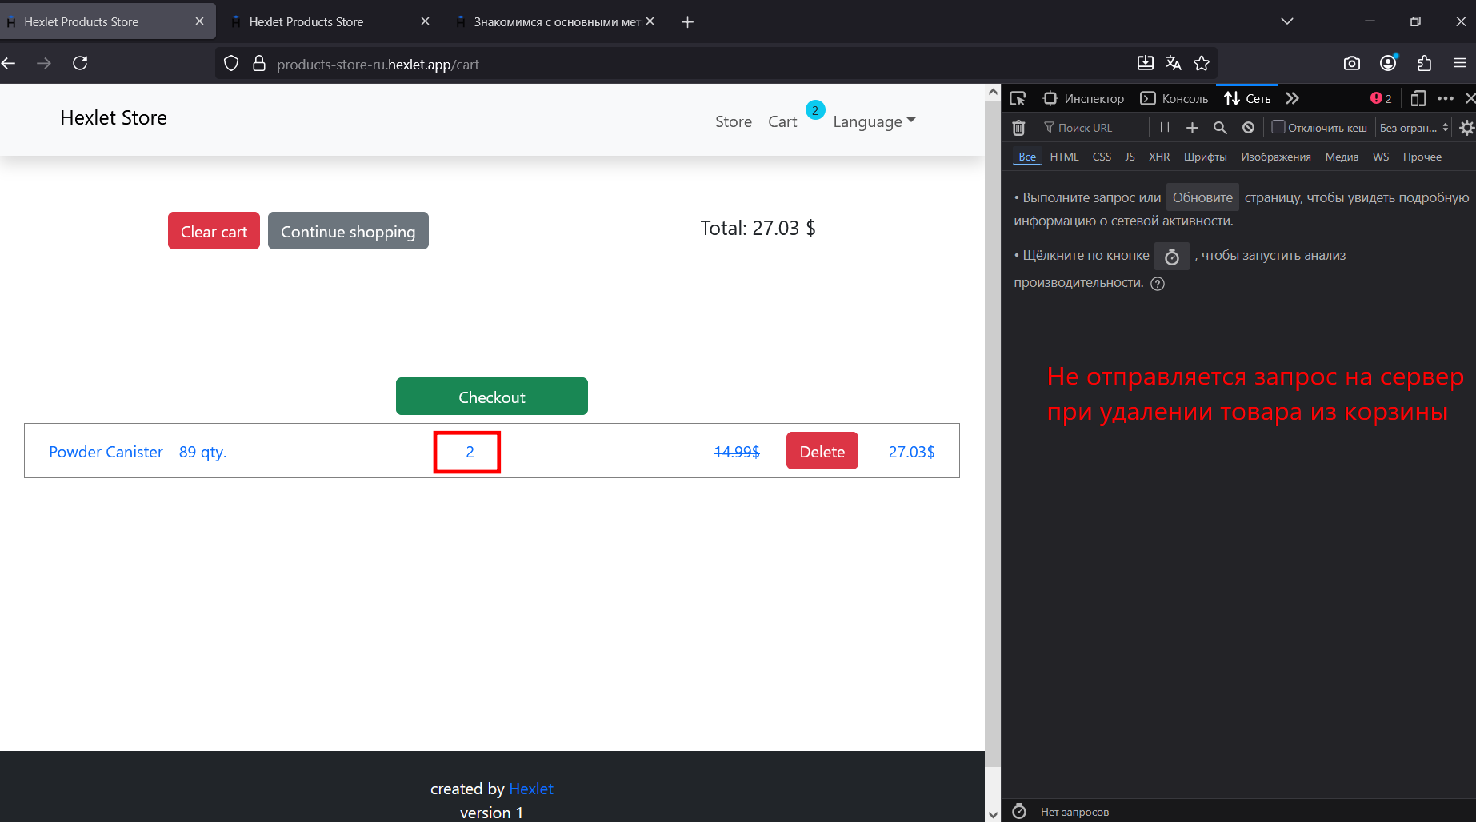 Hexlet Products Store
Hexlet Products Store
Знакомимся с основными мет
products-store-ru.hexlet.app/cart
Hexlet Store
Store Cart 2 Language
Инспектор Консоль Сеть 2
Поиск URL Отключить кеш Без огран...
Все HTML CSS JS XHR Шрифты Изображения Медиа WS Прочее
• Выполните запрос или Обновите страницу, чтобы увидеть подробную
информацию о сетевой активности.
• Щёлкните по кнопке , чтобы запустить анализ
производительности. ?
Clear cart Continue shopping Total: 27.03 $
Не отправляется запрос на сервер
при удалении товара из корзины
Checkout
Powder Canister 89 qty. 2 14.99$ Delete 27.03$
created by Hexlet
version 1
Нет запросов